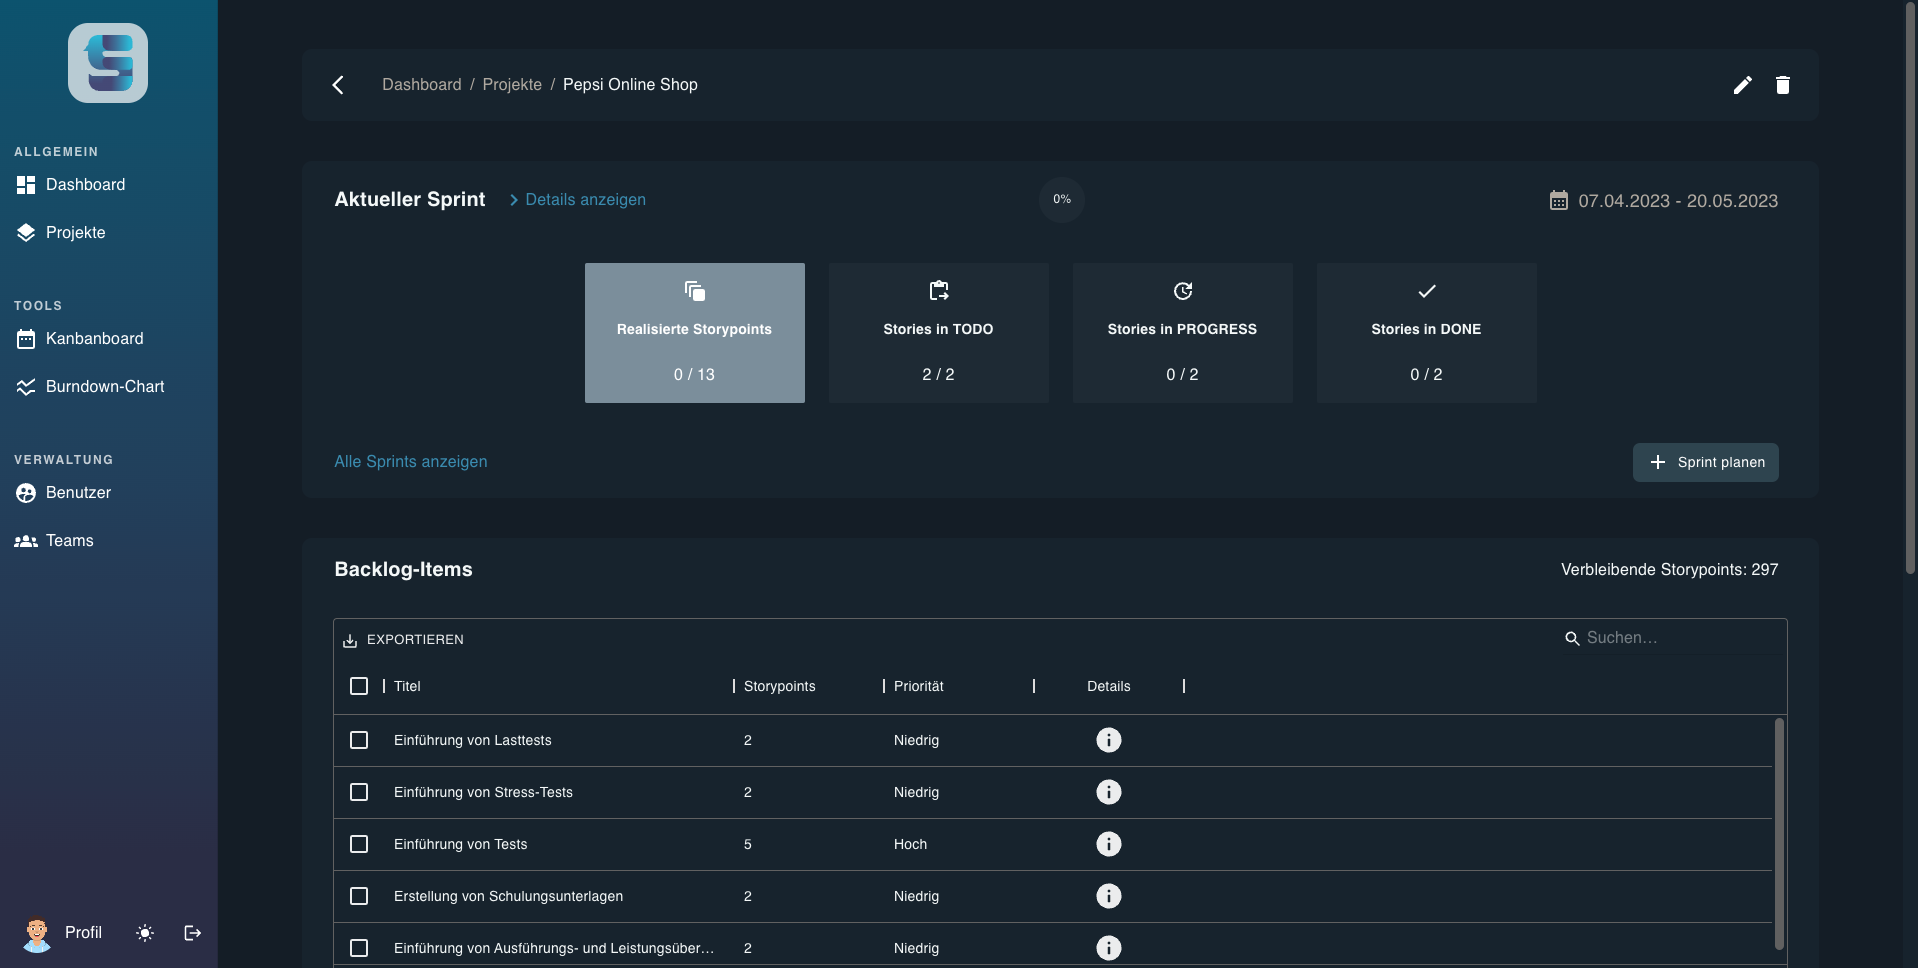 ALLGEMEIN
Dashboard
Projekte
TOOLS
Kanbanboard
Burndown-Chart
VERWALTUNG
Benutzer
Teams
Profil
Dashboard / Projekte / Pepsi Online Shop
Aktueller Sprint
Details anzeigen
0%
07.04.2023 - 20.05.2023
Realisierte Storypoints
0 / 13
Stories in TODO
2 / 2
Stories in PROGRESS
0 / 2
Stories in DONE
0 / 2
Alle Sprints anzeigen
Sprint planen
Backlog-Items
Verbleibende Storypoints: 297
EXPORTIEREN
Suchen…
Titel Storypoints Priorität Details
Einführung von Lasttests 2 Niedrig
Einführung von Stress-Tests 2 Niedrig
Einführung von Tests 5 Hoch
Erstellung von Schulungsunterlagen 2 Niedrig
Einführung von Ausführungs- und Leistungsüber… 2 Niedrig